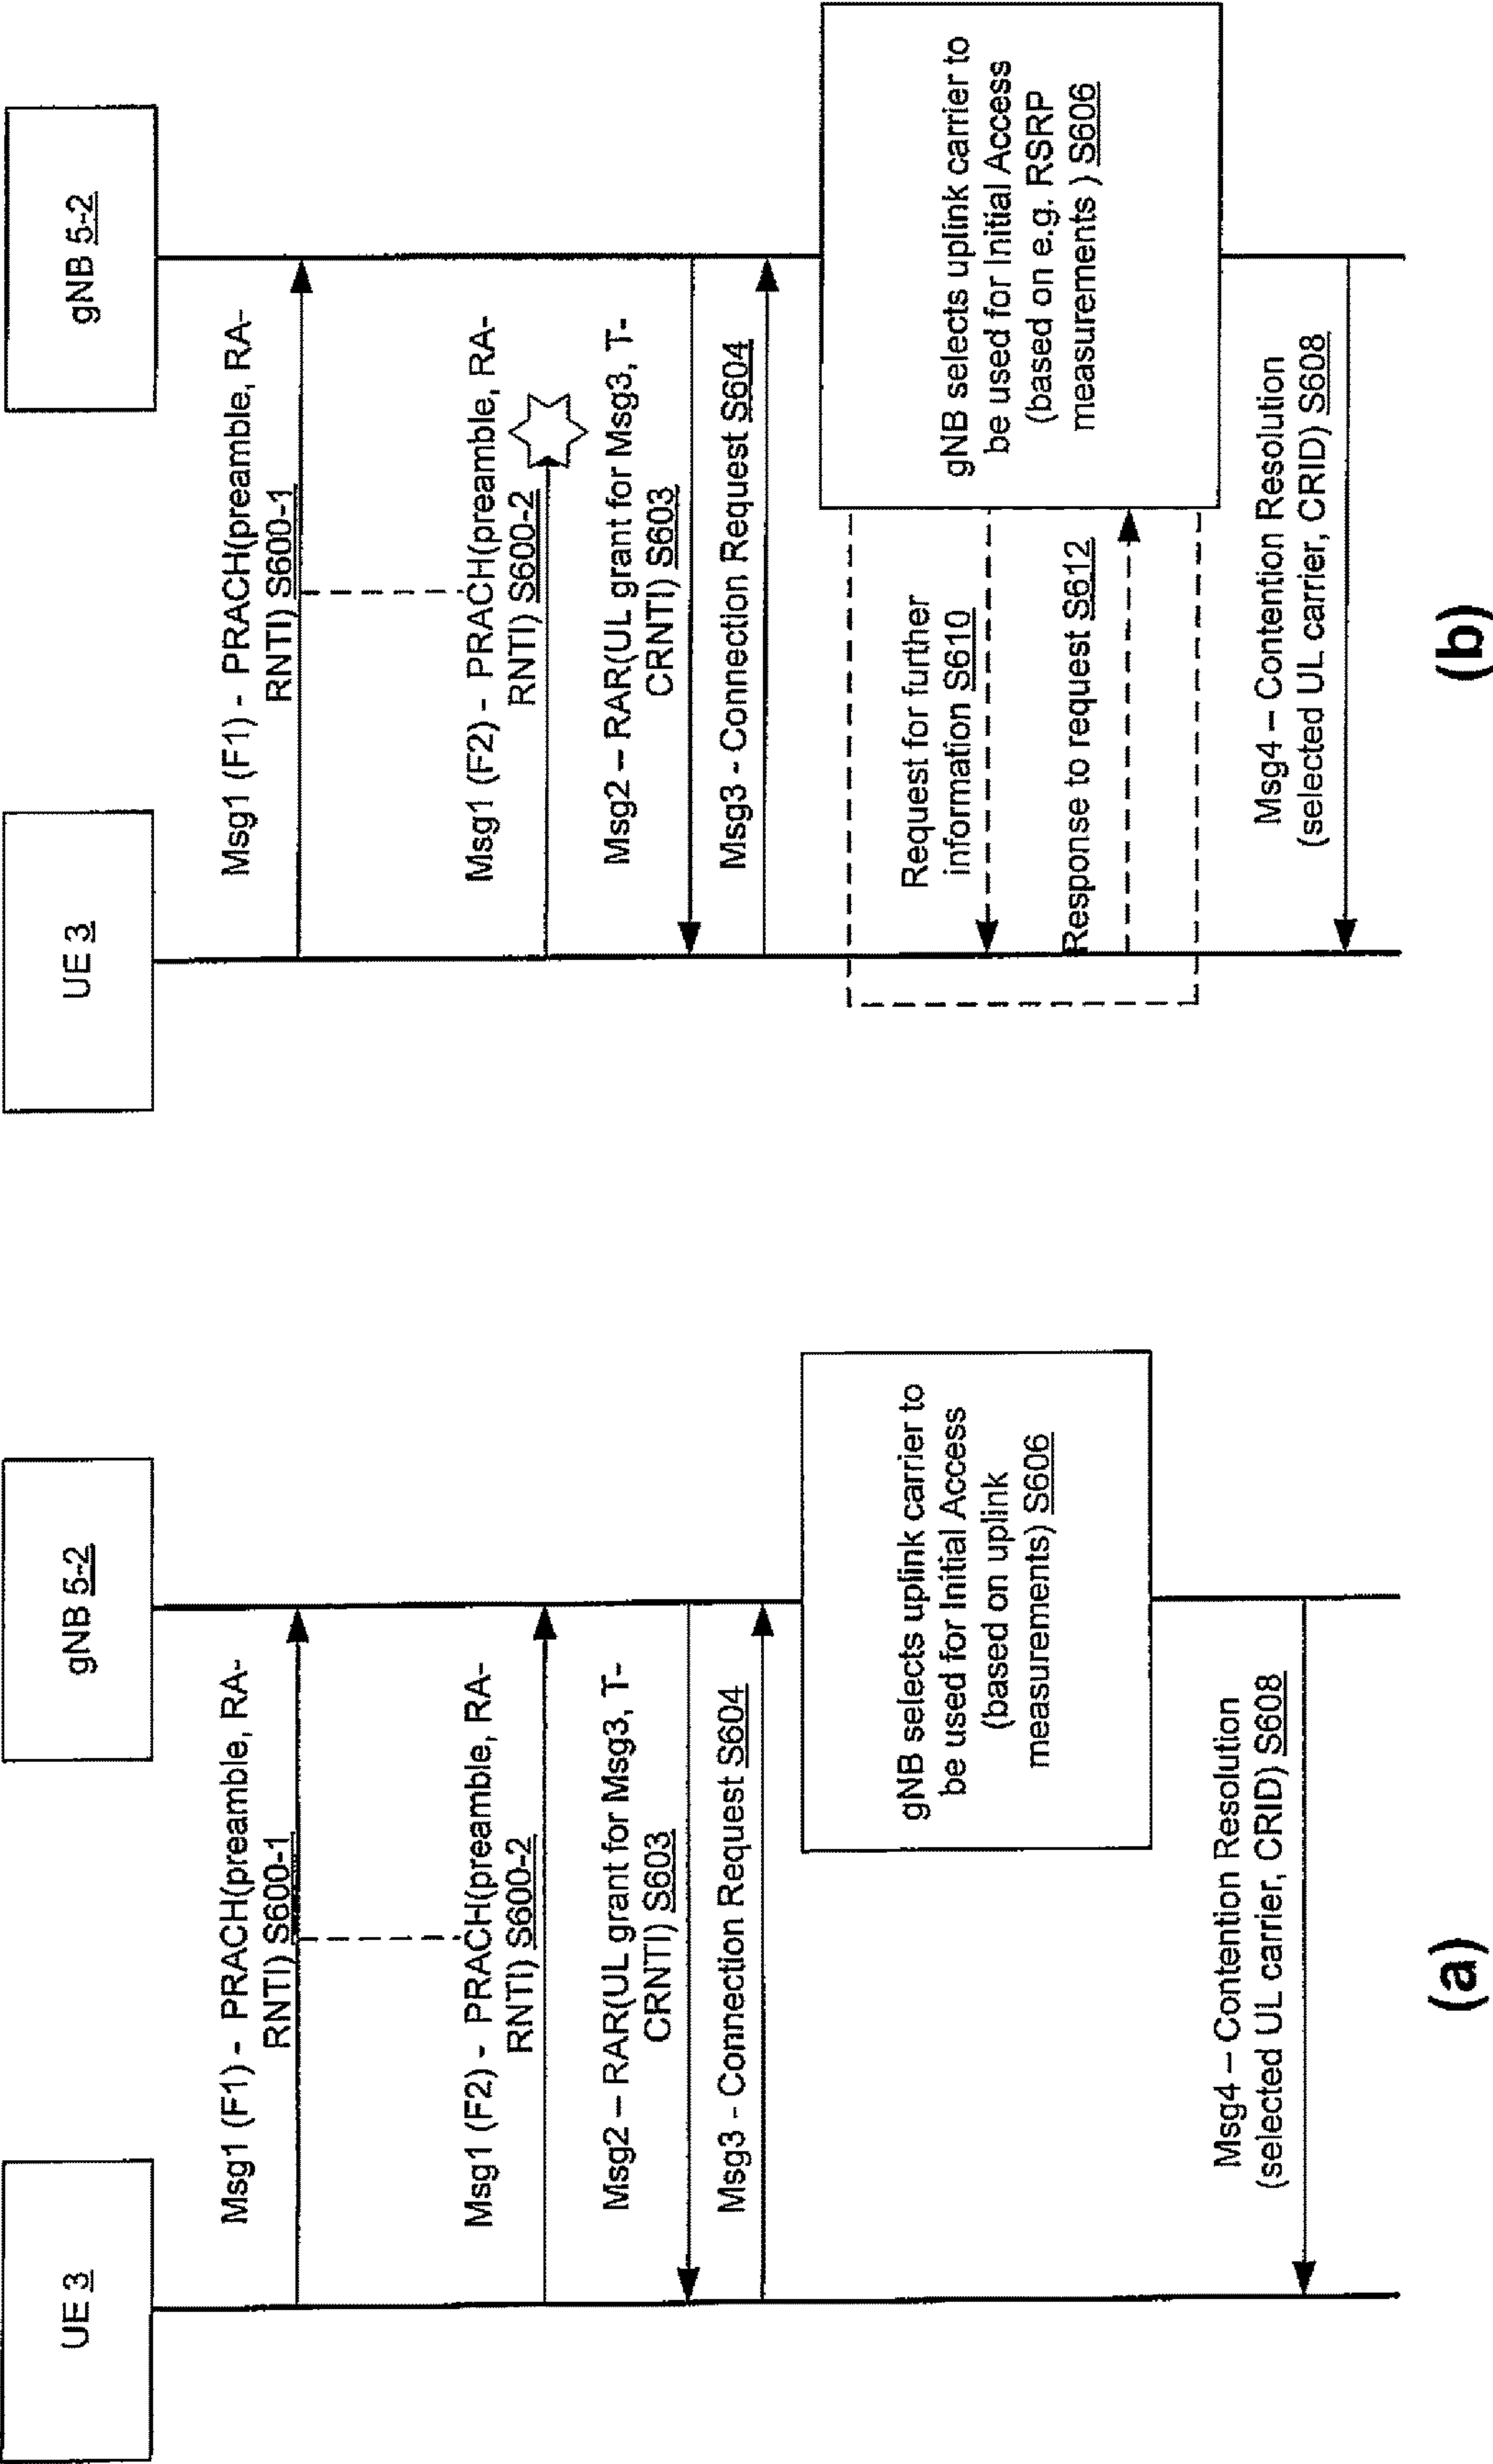 UE 3
gNB 5-2
Msg1 (F1) - PRACH(preamble, RA-
RNTI) S600-1
Msg1 (F2) - PRACH(preamble, RA-
RNTI) S600-2
Msg2 – RAR(UL grant for Msg3, T-
CRNTI) S603
Msg3 - Connection Request S604
gNB selects uplink carrier to
be used for Initial Access
(based on uplink
measurements) S606
Msg4 – Contention Resolution
(selected UL carrier, CRID) S608
(a)
UE 3
gNB 5-2
Msg1 (F1) - PRACH(preamble, RA-
RNTI) S600-1
Msg1 (F2) - PRACH(preamble, RA-
RNTI) S600-2
Msg2 – RAR(UL grant for Msg3, T-
CRNTI) S603
Msg3 - Connection Request S604
gNB selects uplink carrier to
be used for Initial Access
(based on e.g. RSRP
measurements ) S606
Request for further
information S610
Response to request S612
Msg4 – Contention Resolution
(selected UL carrier, CRID) S608
(b)